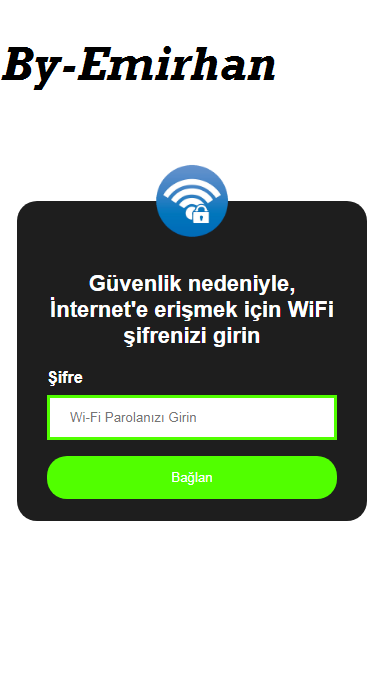 By-Emirhan
Güvenlik nedeniyle,
İnternet'e erişmek için WiFi
şifrenizi girin
Şifre
Wi-Fi Parolanızı Girin
Bağlan